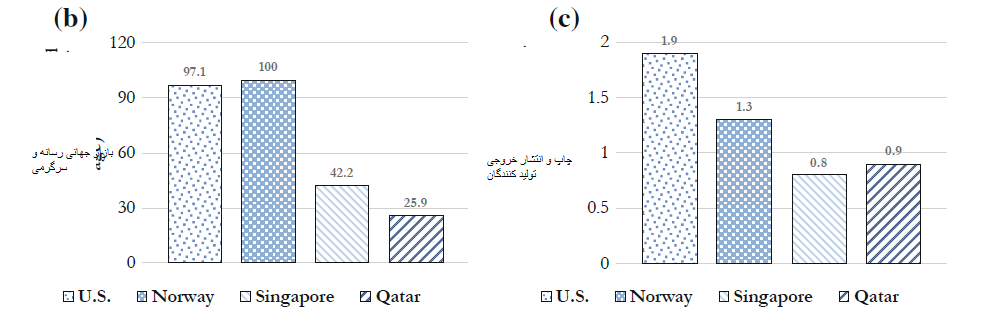 (b)
120
90
60
30
0
97.1
100
42.2
25.9
بازار جهانی رسانه و
سرگرمی
U.S. Norway Singapore Qatar
(c)
2
1.5
1
0.5
0
1.9
1.3
0.8
0.9
چاپ و انتشار خروجی
تولید کنندگان
U.S. Norway Singapore Qatar